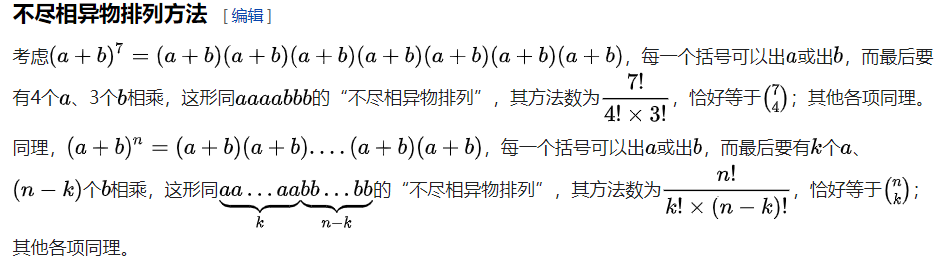 不尽相异物排列方法 [编辑]
考虑$(a+b)^7=(a+b)(a+b)(a+b)(a+b)(a+b)(a+b)(a+b)$，每一个括号可以出$a$或出$b$，而最后要
有4个$a$、3个$b$相乘，这形同$aaaabbb$的“不尽相异物排列”，其方法数为$\dfrac{7!}{4!\times 3!}$，恰好等于$\binom{7}{4}$；其他各项同理。
同理，$(a+b)^n=(a+b)(a+b)....(a+b)(a+b)$，每一个括号可以出$a$或出$b$，而最后要有$k$个$a$、
$(n-k)$个$b$相乘，这形同$\underbrace{aa\ldots aa}_{k}\underbrace{bb\ldots bb}_{n-k}$的“不尽相异物排列”，其方法数为$\dfrac{n!}{k!\times (n-k)!}$，恰好等于$\binom{n}{k}$；
其他各项同理。